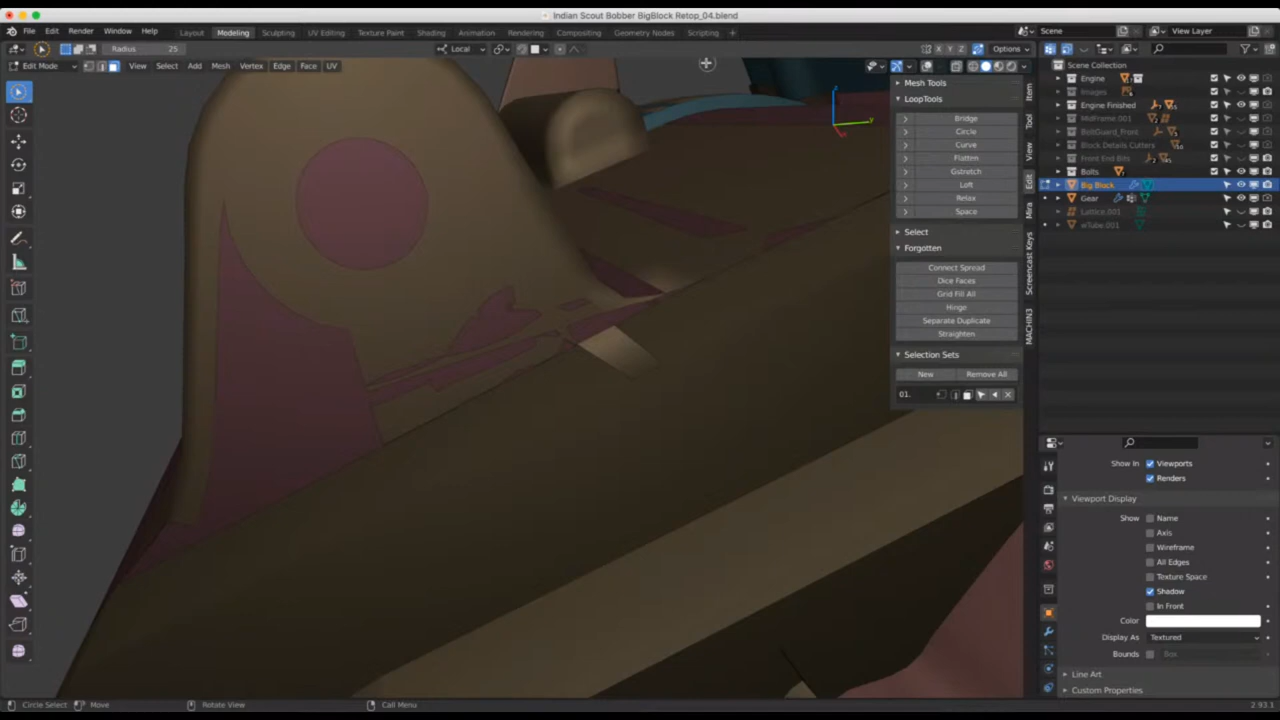 Indian Scout Bobber BigBlock Retop_04.blend
File Edit Render Window Help Layout Modeling Sculpting UV Editing Texture Paint Shading Animation Rendering Compositing Geometry Nodes Scripting Scene View Layer
Radius 25 Local X Y Z Options
Edit Mode View Select Add Mesh Vertex Edge Face UV
Mesh Tools
LoopTools
Bridge
Circle
Curve
Flatten
Gstretch
Loft
Relax
Space
Select
Forgotten
Connect Spread
Dice Faces
Grid Fill All
Hinge
Separate Duplicate
Straighten
Selection Sets
New Remove All
01.
Item
Tool
View
Edit
Mira
Screencast Keys
MACHIN3
Scene Collection
Engine
Images
Engine Finished
MidFrame.001
BeltGuard_front
Block Details Cutters
Front End Bits
Bolts
Big Block
Gear
Lattice.001
wTube.001
Show In Viewports
Renders
Viewport Display
Show Name
Axis
Wireframe
All Edges
Texture Space
Shadow
In Front
Color
Display As Textured
Bounds Box
Line Art
Custom Properties
Circle Select Move Rotate View Call Menu 2.93.1